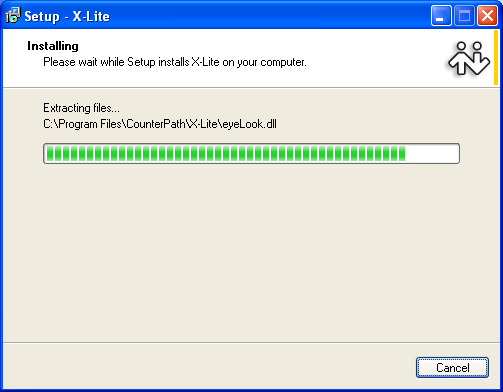 Setup - X-Lite
Installing
Please wait while Setup installs X-Lite on your computer.
Extracting files...
C:\Program Files\CounterPath\X-Lite\eyeLook.dll
Cancel